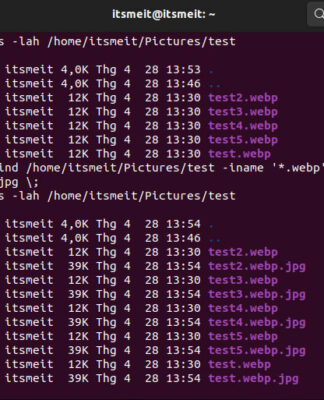 itsmeit@itsmeit: ~
s -lah /home/itsmeit/Pictures/test
itsmeit 4,0K Thg 4 28 13:53 .
itsmeit 4,0K Thg 4 28 13:46 ..
itsmeit 12K Thg 4 28 13:30 test2.webp
itsmeit 12K Thg 4 28 13:30 test3.webp
itsmeit 12K Thg 4 28 13:30 test4.webp
itsmeit 12K Thg 4 28 13:30 test5.webp
itsmeit 12K Thg 4 28 13:30 test.webp
ind /home/itsmeit/Pictures/test -iname '*.webp'
jpg \;
s -lah /home/itsmeit/Pictures/test
itsmeit 4,0K Thg 4 28 13:54 .
itsmeit 4,0K Thg 4 28 13:46 ..
itsmeit 12K Thg 4 28 13:30 test2.webp
itsmeit 39K Thg 4 28 13:54 test2.webp.jpg
itsmeit 12K Thg 4 28 13:30 test3.webp
itsmeit 39K Thg 4 28 13:54 test3.webp.jpg
itsmeit 12K Thg 4 28 13:30 test4.webp
itsmeit 39K Thg 4 28 13:54 test4.webp.jpg
itsmeit 12K Thg 4 28 13:30 test5.webp
itsmeit 39K Thg 4 28 13:54 test5.webp.jpg
itsmeit 12K Thg 4 28 13:30 test.webp
itsmeit 39K Thg 4 28 13:54 test.webp.jpg